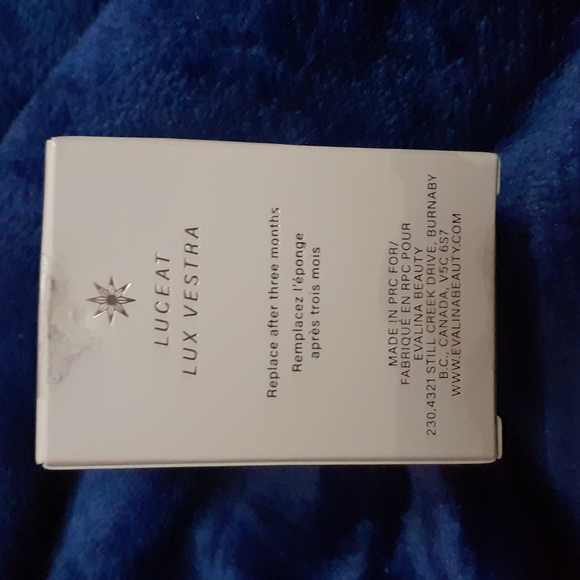 LUCEAT
LUX VESTRA
Replace after three months
Remplacez l'éponge
après trois mois
MADE IN PRC FOR/
FABRIQUÉ EN RPC POUR
EVALINA BEAUTY
230.4321 STILL CREEK DRIVE, BURNABY
B.C., CANADA, V5C 6S7
WWW.EVALINABEAUTY.COM